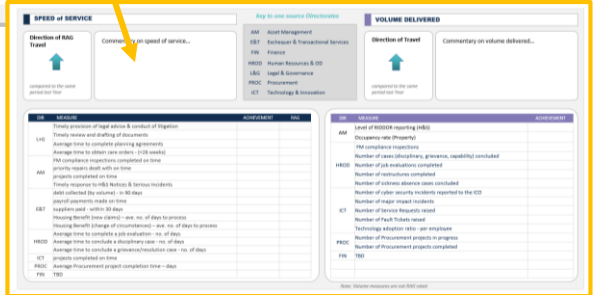 SPEED of SERVICE
Direction of RAG Travel
compared to the same period last Year
Commentary on speed of service...
Key to one source Directorates
AM Asset Management
E&T Exchequer & Transactional Services
FIN Finance
HROD Human Resources & OD
L&G Legal & Governance
PROC Procurement
ICT Technology & Innovation
VOLUME DELIVERED
Direction of Travel
compared to the same period last Year
Commentary on volume delivered...
DIR MEASURE ACHIEVEMENT RAG
L+G
Timely provision of legal advice & conduct of litigation
Timely review and drafting of documents
Average time to complete planning agreements
Average time to obtain care orders - (<26 weeks)
AM
FM compliance inspections completed on time
priority repairs dealt with on time
projects completed on time
Timely response to H&S Notices & Serious Incidents
E&T
debt collected (by volume) - in 90 days
payroll payments made on time
suppliers paid - within 30 days
Housing Benefit (new claims) – ave. no. of days to process
Housing Benefit (change of circumstances) – ave. no. of days to process
HROD
Average time to complete a job evaluation - no. of days
Average time to conclude a disciplinary case - no. of days
Average time to conclude a grievance/resolution case - no. of days
ICT projects completed on time
PROC Average Procurement project completion time – days
FIN TBD
DIR MEASURE ACHIEVEMENT
AM
Level of RIDDOR reporting (H&S)
Occupancy rate (Property)
FM compliance inspections
HROD
Number of cases (disciplinary, grievance, capability) concluded
Number of job evaluations completed
Number of restructures completed
Number of sickness absence cases concluded
ICT
Number of cyber security incidents reported to the ICO
Number of major impact incidents
Number of Service Requests raised
Number of Fault Tickets raised
Technology adoption ratio - per employee
PROC
Number of Procurement projects in progress
Number of Procurement projects completed
FIN TBD
Note: Volume measures are not RAG rated